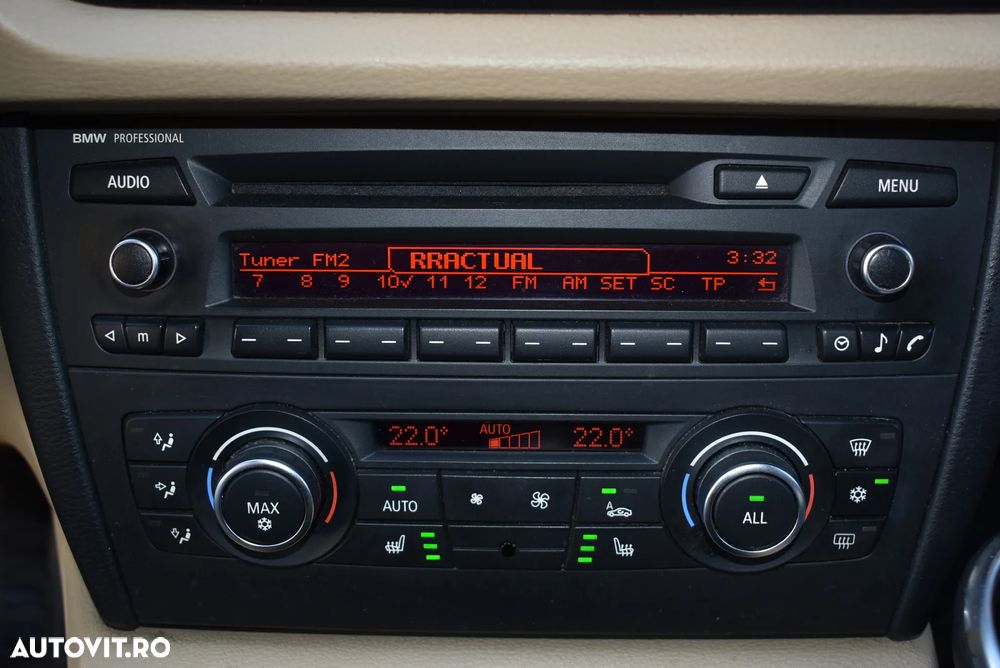 BMW PROFESSIONAL
AUDIO
MENU
Tuner FM2 RRACTUAL 3:32
7 8 9 10√ 11 12 FM AM SET SC TP
m
22.0° AUTO 22.0°
MAX
AUTO
A
ALL
AUTOVIT.RO